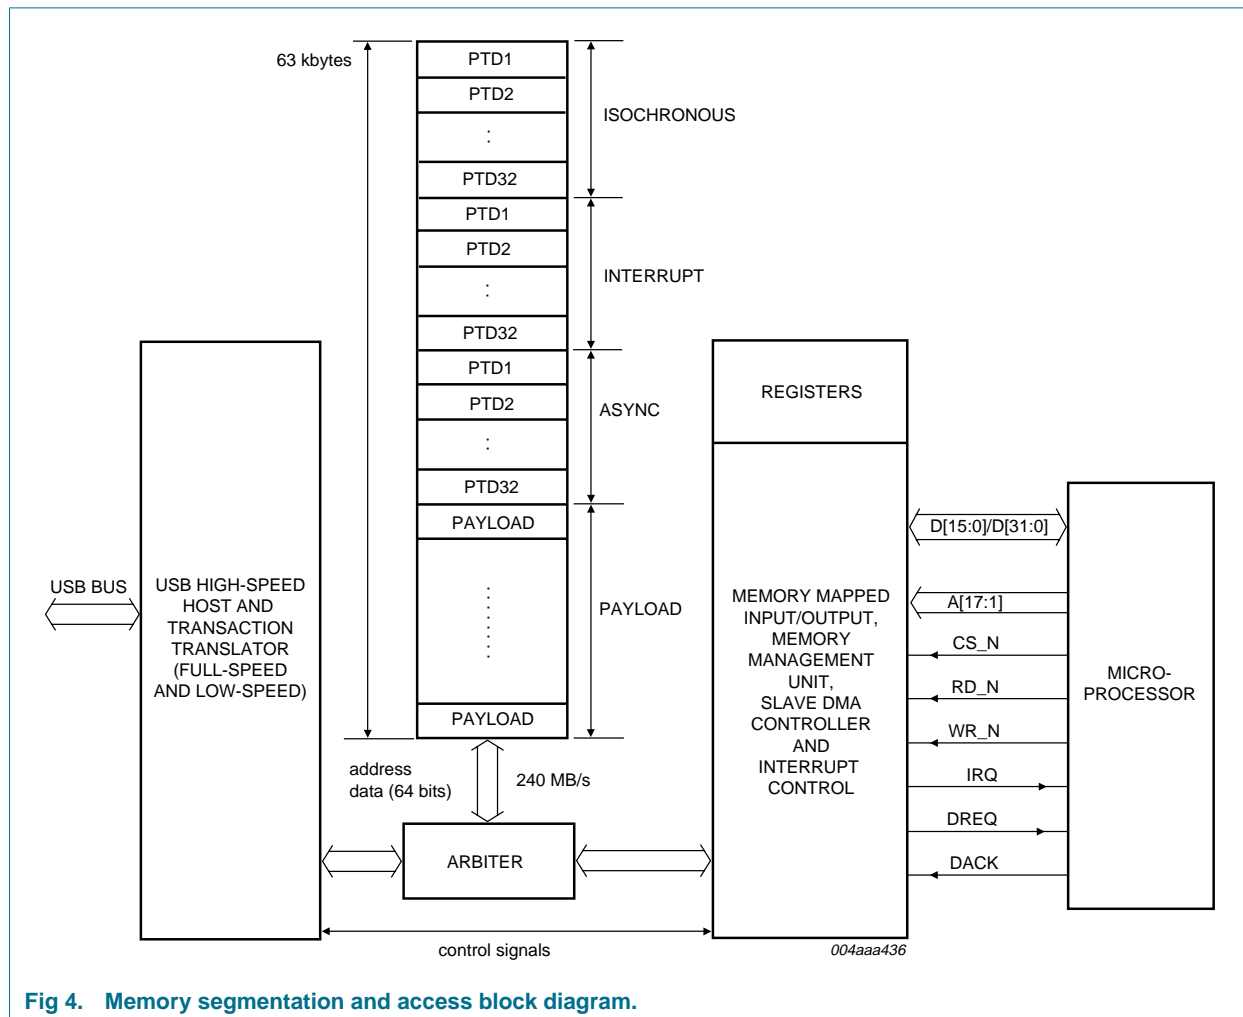 63 kbytes
PTD1
PTD2
:
PTD32
ISOCHRONOUS
PTD1
PTD2
:
PTD32
INTERRUPT
PTD1
PTD2
:
PTD32
ASYNC
PAYLOAD
PAYLOAD
PAYLOAD
USB BUS
USB HIGH-SPEED
HOST AND
TRANSACTION
TRANSLATOR
(FULL-SPEED
AND LOW-SPEED)
address
data (64 bits)
240 MB/s
ARBITER
control signals
REGISTERS
MEMORY MAPPED
INPUT/OUTPUT,
MEMORY
MANAGEMENT
UNIT,
SLAVE DMA
CONTROLLER
AND
INTERRUPT
CONTROL
D[15:0]/D[31:0]
A[17:1]
CS_N
RD_N
WR_N
IRQ
DREQ
DACK
MICRO-
PROCESSOR
004aaa436
Fig 4. Memory segmentation and access block diagram.